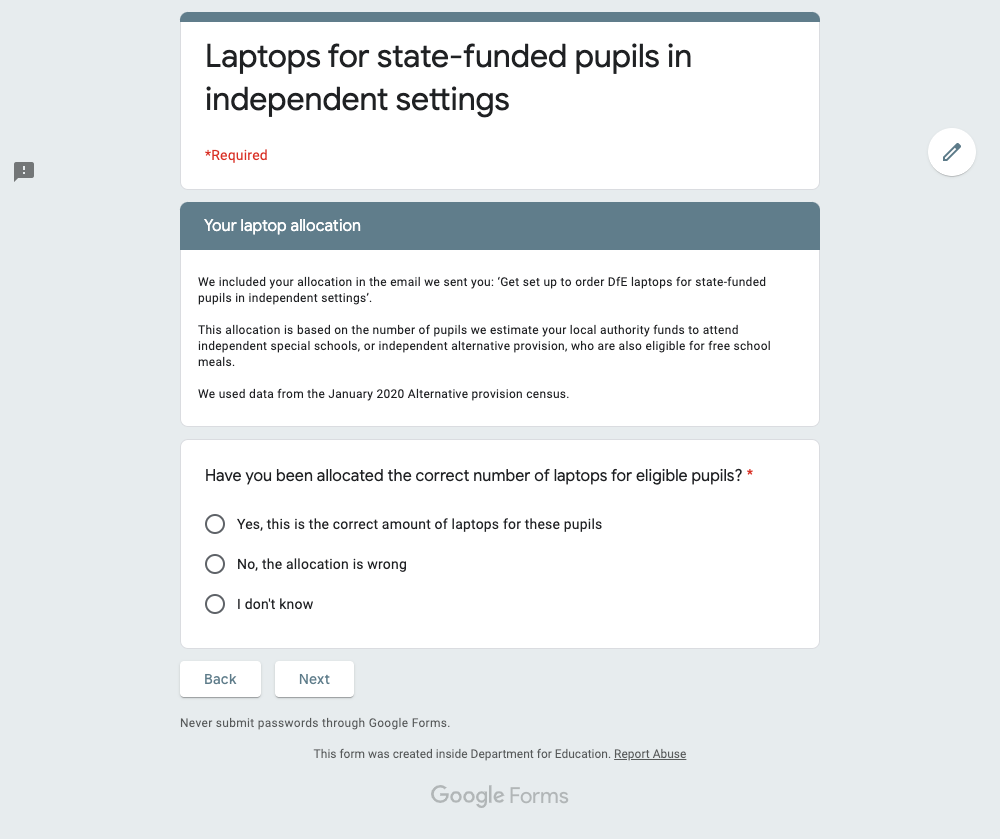 Laptops for state-funded pupils in
independent settings
*Required
Your laptop allocation
We included your allocation in the email we sent you: ‘Get set up to order DfE laptops for state-funded
pupils in independent settings’.
This allocation is based on the number of pupils we estimate your local authority funds to attend
independent special schools, or independent alternative provision, who are also eligible for free school
meals.
We used data from the January 2020 Alternative provision census.
Have you been allocated the correct number of laptops for eligible pupils? *
Yes, this is the correct amount of laptops for these pupils
No, the allocation is wrong
I don't know
Back Next
Never submit passwords through Google Forms.
This form was created inside Department for Education. Report Abuse
Google Forms